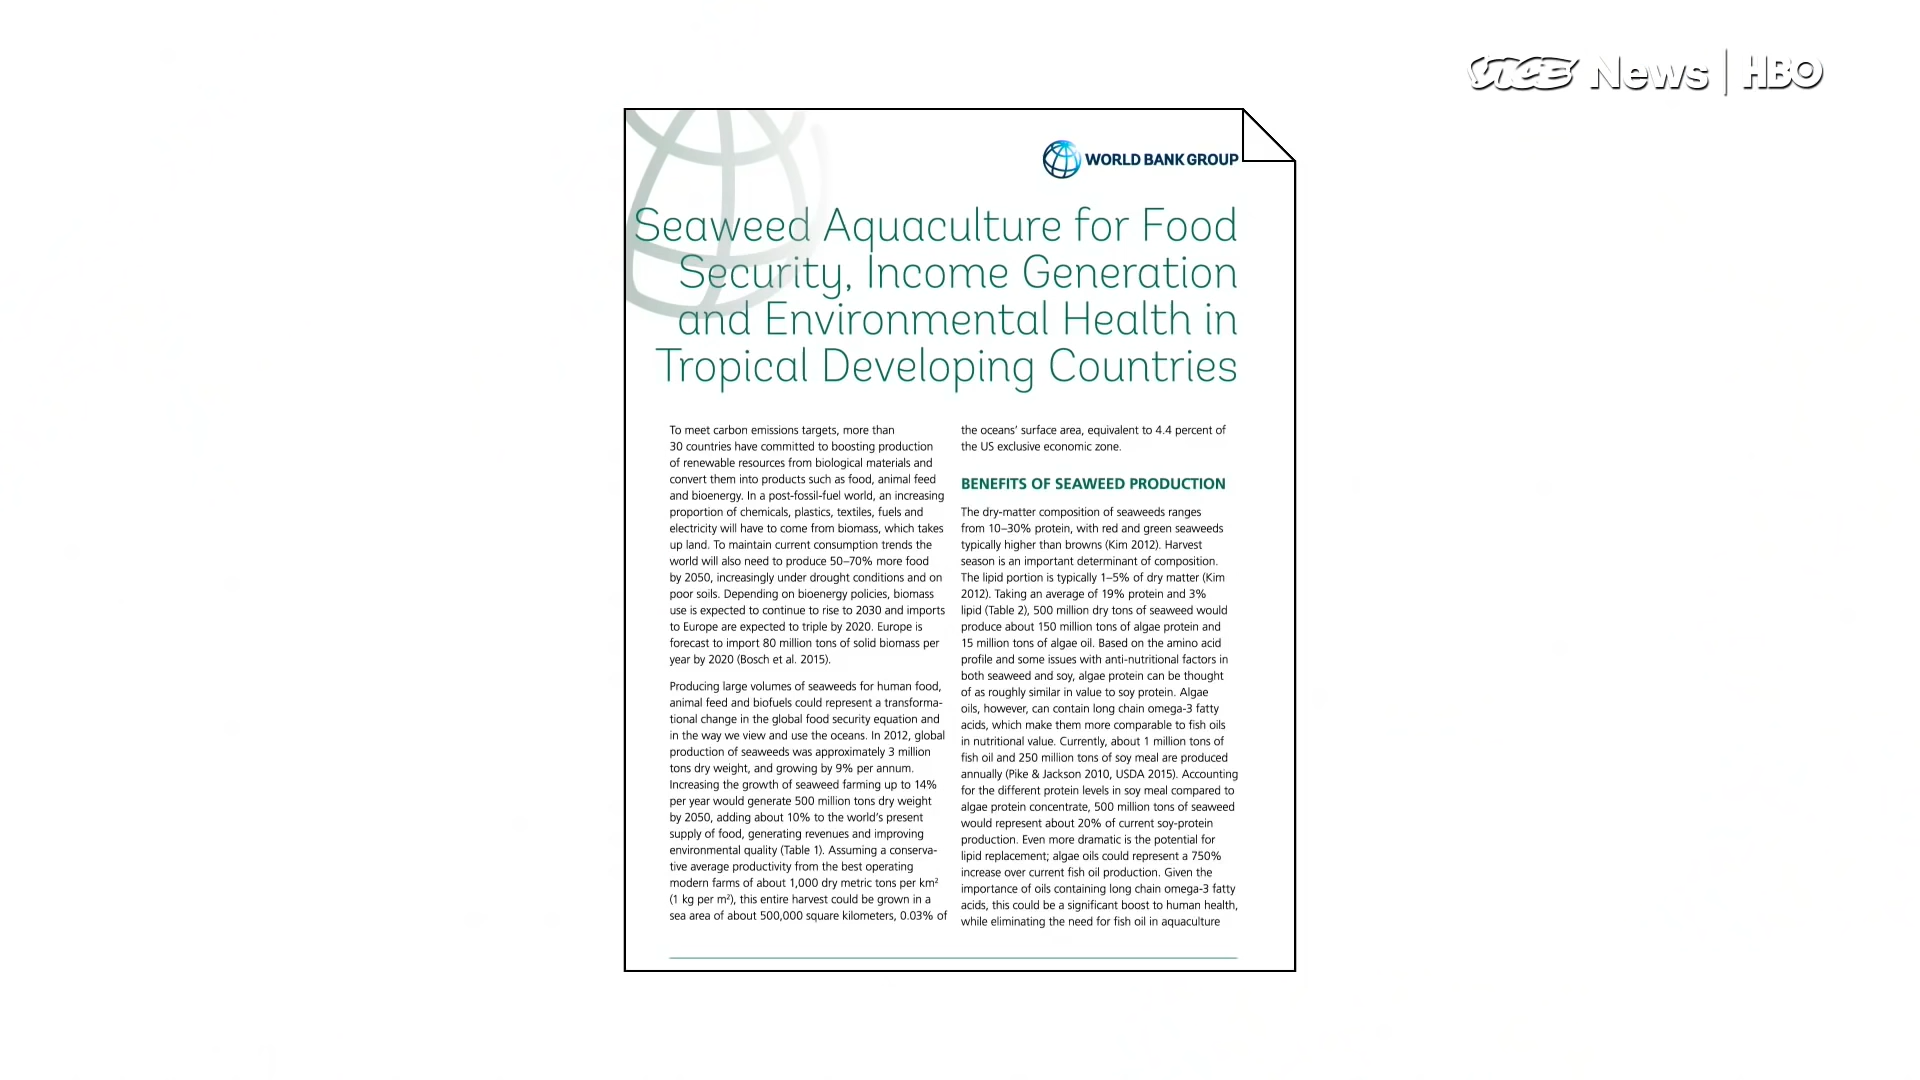 VICE News | HBO
WORLD BANK GROUP
Seaweed Aquaculture for Food
Security, Income Generation
and Environmental Health in
Tropical Developing Countries
To meet carbon emissions targets, more than
30 countries have committed to boosting production
of renewable resources from biological materials and
convert them into products such as food, animal feed
and bioenergy. In a post-fossil-fuel world, an increasing
proportion of chemicals, plastics, textiles, fuels and
electricity will have to come from biomass, which takes
up land. To maintain current consumption trends the
world will also need to produce 50–70% more food
by 2050, increasingly under drought conditions and on
poor soils. Depending on bioenergy policies, biomass
use is expected to continue to rise to 2030 and imports
to Europe are expected to triple by 2020. Europe is
forecast to import 80 million tons of solid biomass per
year by 2020 (Bosch et al. 2015).
Producing large volumes of seaweeds for human food,
animal feed and biofuels could represent a transforma-
tional change in the global food security equation and
in the way we view and use the oceans. In 2012, global
production of seaweeds was approximately 3 million
tons dry weight, and growing by 9% per annum.
Increasing the growth of seaweed farming up to 14%
per year would generate 500 million tons dry weight
by 2050, adding about 10% to the world's present
supply of food, generating revenues and improving
environmental quality (Table 1). Assuming a conserva-
tive average productivity from the best operating
modern farms of about 1,000 dry metric tons per km²
(1 kg per m²), this entire harvest could be grown in a
sea area of about 500,000 square kilometers, 0.03% of
the oceans' surface area, equivalent to 4.4 percent of
the US exclusive economic zone.
BENEFITS OF SEAWEED PRODUCTION
The dry-matter composition of seaweeds ranges
from 10–30% protein, with red and green seaweeds
typically higher than browns (Kim 2012). Harvest
season is an important determinant of composition.
The lipid portion is typically 1–5% of dry matter (Kim
2012). Taking an average of 19% protein and 3%
lipid (Table 2), 500 million dry tons of seaweed would
produce about 150 million tons of algae protein and
15 million tons of algae oil. Based on the amino acid
profile and some issues with anti-nutritional factors in
both seaweed and soy, algae protein can be thought
of as roughly similar in value to soy protein. Algae
oils, however, can contain long chain omega-3 fatty
acids, which make them more comparable to fish oils
in nutritional value. Currently, about 1 million tons of
fish oil and 250 million tons of soy meal are produced
annually (Pike & Jackson 2010, USDA 2015). Accounting
for the different protein levels in soy meal compared to
algae protein concentrate, 500 million tons of seaweed
would represent about 20% of current soy-protein
production. Even more dramatic is the potential for
lipid replacement; algae oils could represent a 750%
increase over current fish oil production. Given the
importance of oils containing long chain omega-3 fatty
acids, this could be a significant boost to human health,
while eliminating the need for fish oil in aquaculture